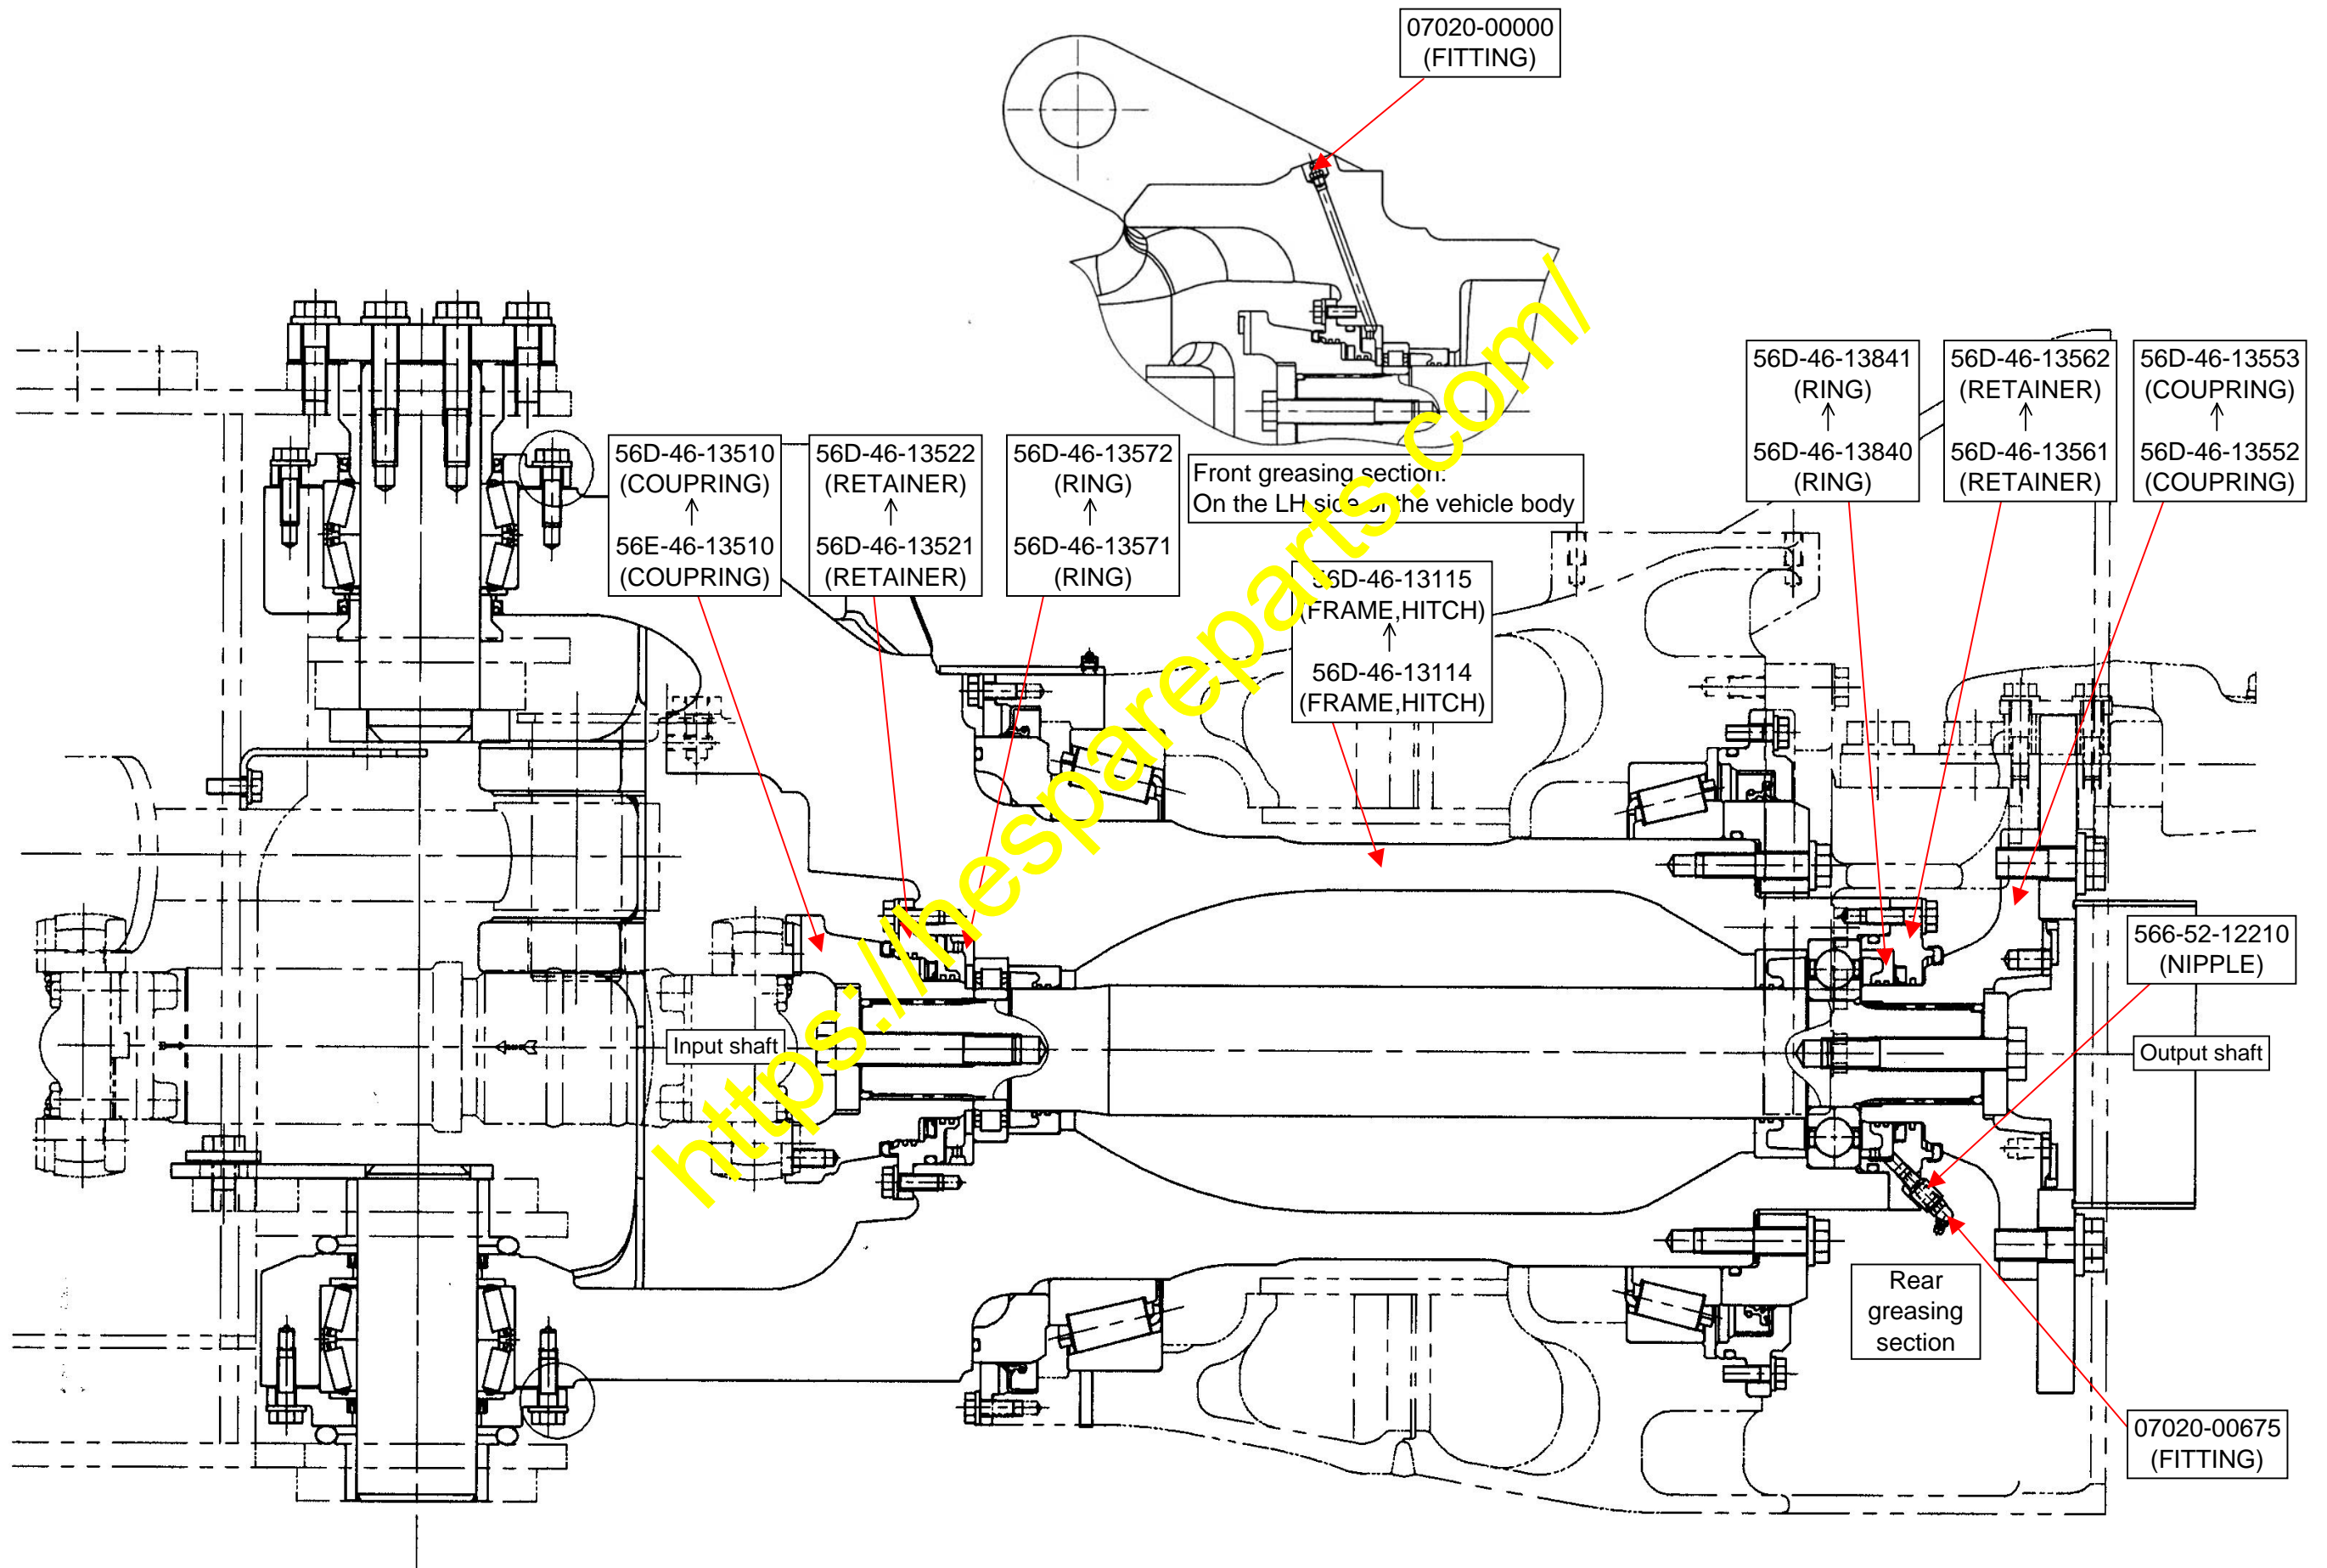 07020-00000
(FITTING)
56D-46-13841
(RING)
↑
56D-46-13840
(RING)
56D-46-13562
(RETAINER)
↑
56D-46-13561
(RETAINER)
56D-46-13553
(COUPRING)
↑
56D-46-13552
(COUPRING)
56D-46-13510
(COUPRING)
↑
56E-46-13510
(COUPRING)
56D-46-13522
(RETAINER)
↑
56D-46-13521
(RETAINER)
56D-46-13572
(RING)
↑
56D-46-13571
(RING)
Front greasing section:
On the LH side of the vehicle body
56D-46-13115
(FRAME,HITCH)
↑
56D-46-13114
(FRAME,HITCH)
566-52-12210
(NIPPLE)
Input shaft
Output shaft
Rear
greasing
section
07020-00675
(FITTING)
https://hespareparts.com/